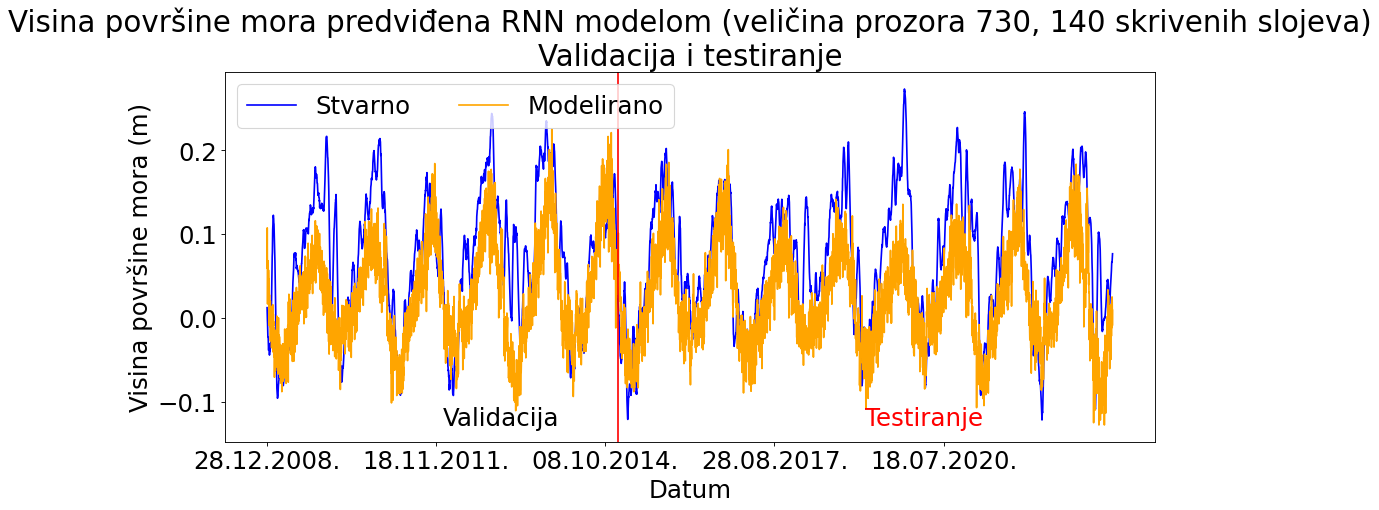 Visina površine mora predviđena RNN modelom (veličina prozora 730, 140 skrivenih slojeva)
Validacija i testiranje
Stvarno Modelirano
Visina površine mora (m)
0.2
0.1
0.0
−0.1
Validacija Testiranje
28.12.2008. 18.11.2011. 08.10.2014. 28.08.2017. 18.07.2020.
Datum